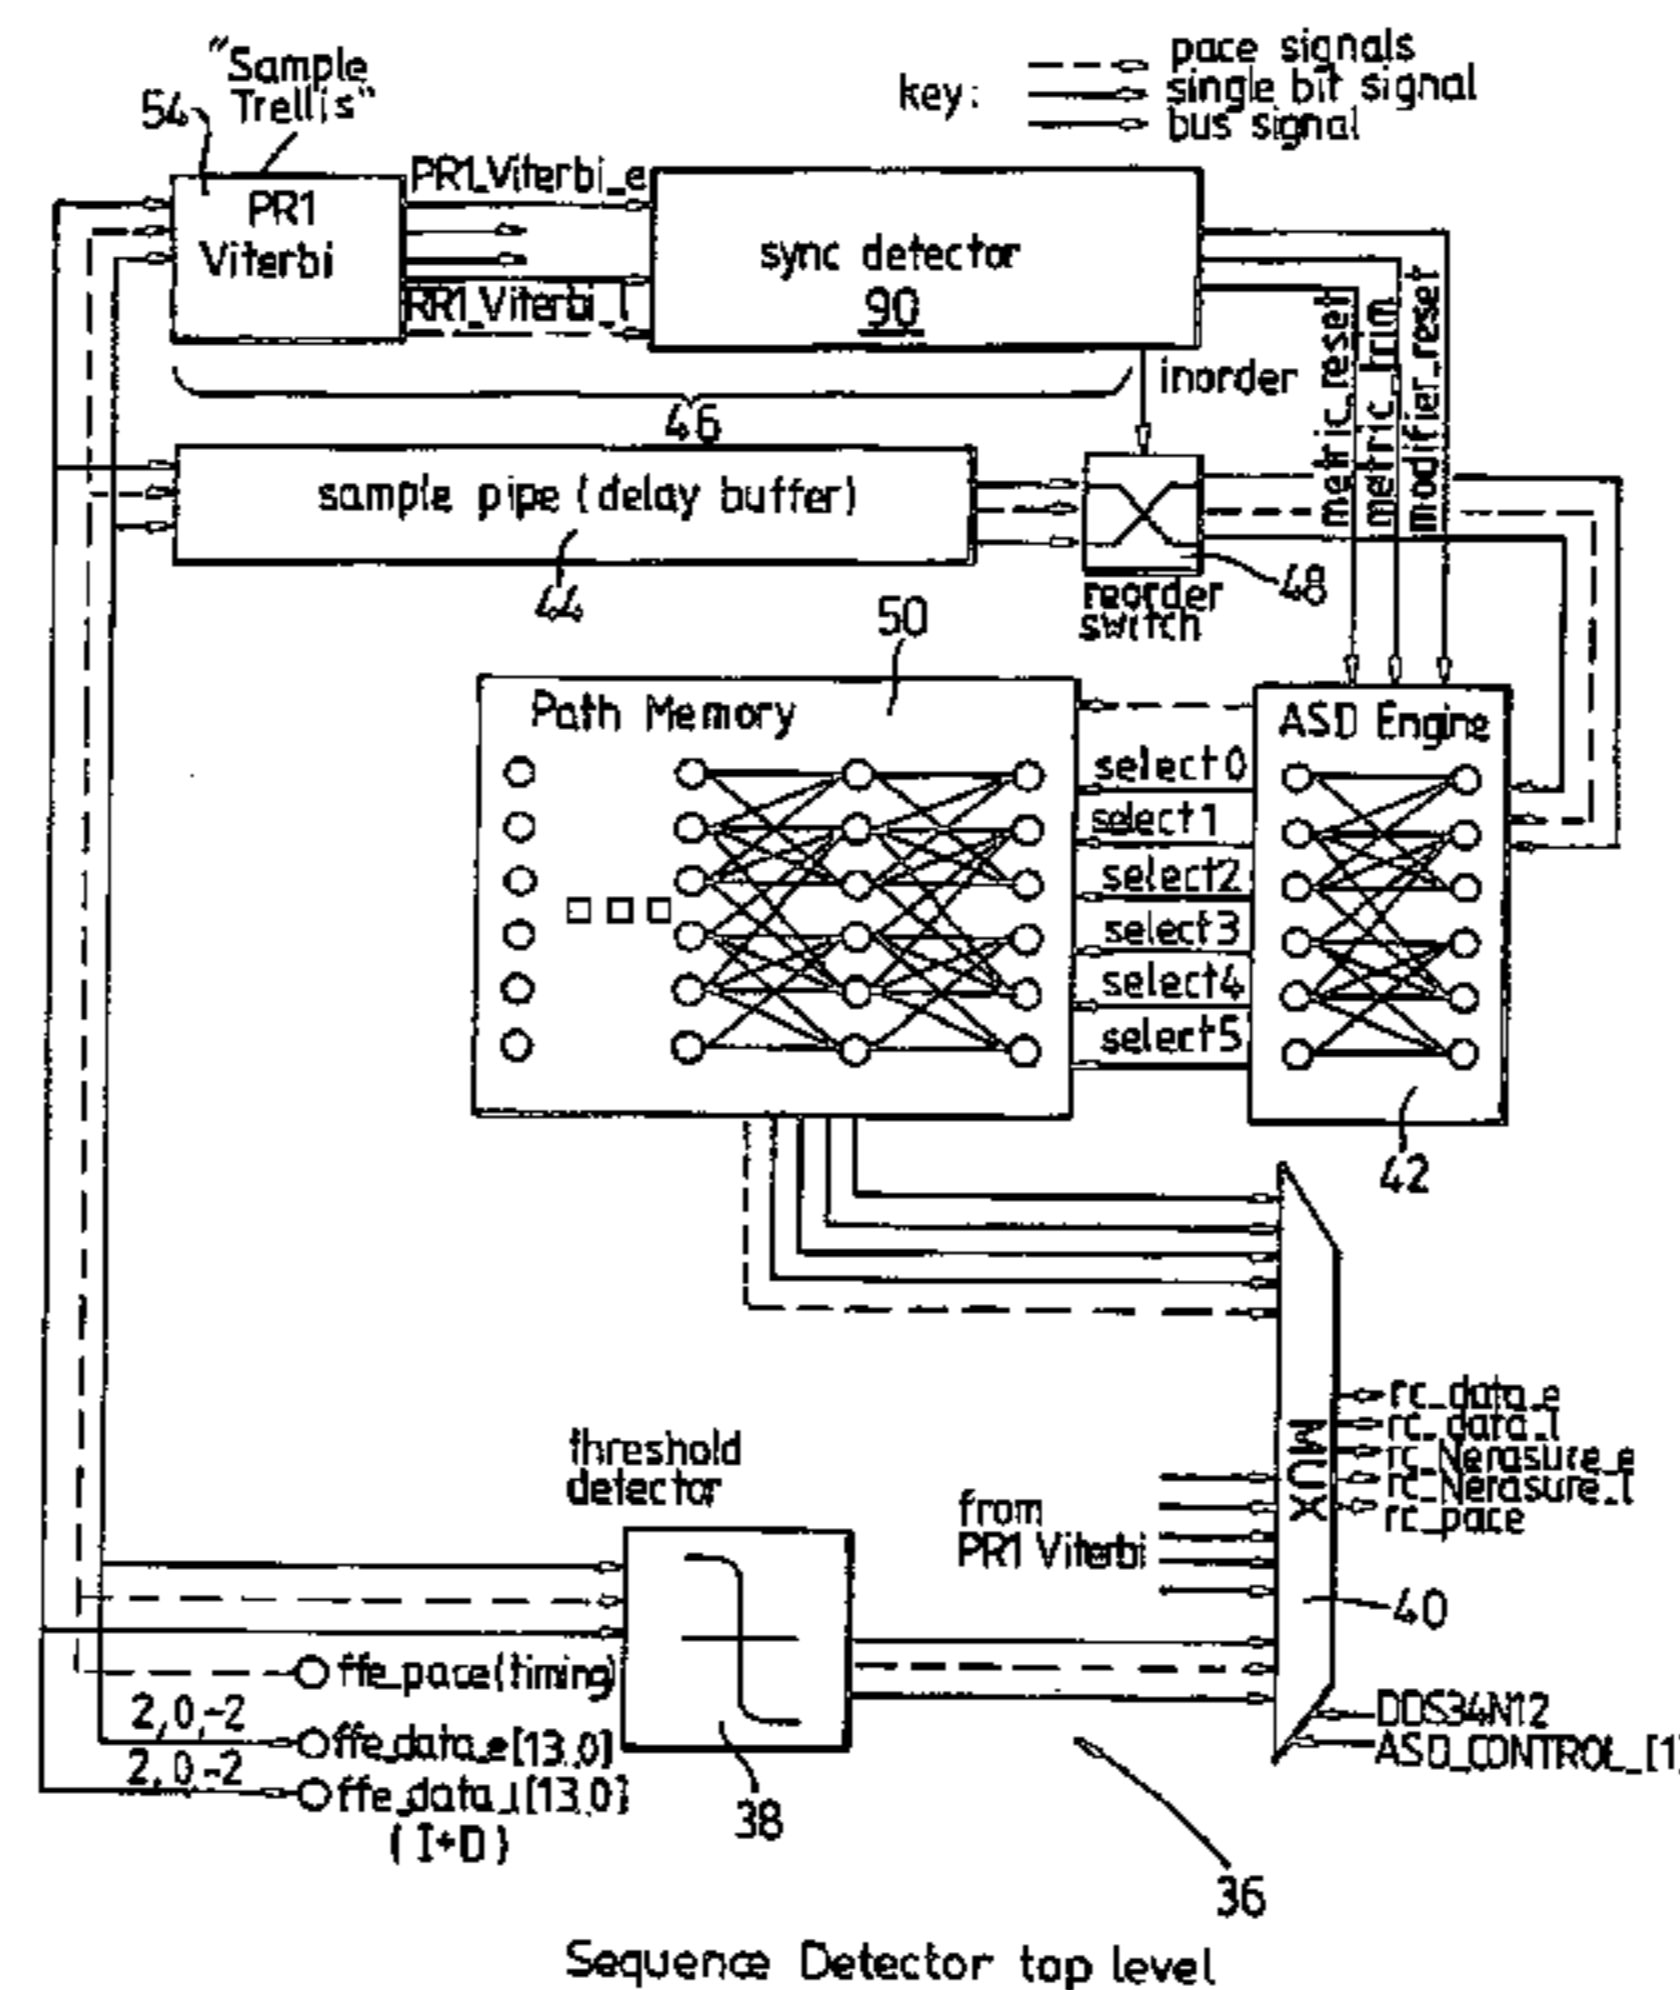 "Sample
Trellis"
54
key:
pace signals
single bit signal
bus signal
PR1
Viterbi
PR1_Viterbi_e
RR1_Viterbi_l
sync detector
90
inorder
metric_reset
metric_trim
modifier_reset
46
sample pipe (delay buffer)
44
reorder
switch
48
50
Path Memory
ASD Engine
select0
select1
select2
select3
select4
select5
42
threshold
detector
MUX
rc_data_e
rc_data_l
rc_Nerasure_e
rc_Nerasure_l
rc_pace
from
PR1 Viterbi
40
ffe_pace(timing)
2,0,-2
ffe_data_e[13,0]
2,0,-2
ffe_data_l[13,0]
(I+D)
38
DDS34N12
ASD_CONTROL_[1]
36
Sequence Detector top level